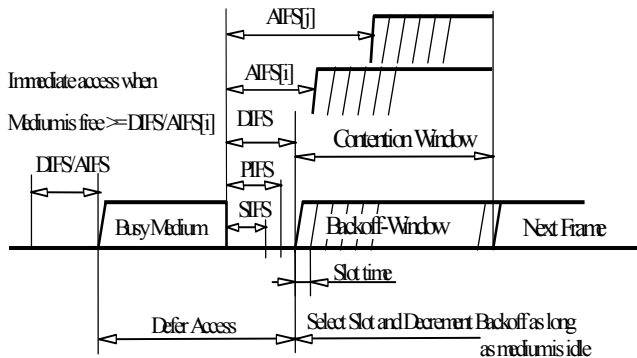 AIFS[j]
AIFS[i]
Immediate access when
Medium is free >= DIFS/AIFS[i]
DIFS
Contention Window
DIFS/AIFS
PIFS
SIFS
Busy Medium
Backoff-Window
Next Frame
Slot time
Defer Access
Select Slot and Decrement Backoff as long
as medium is idle